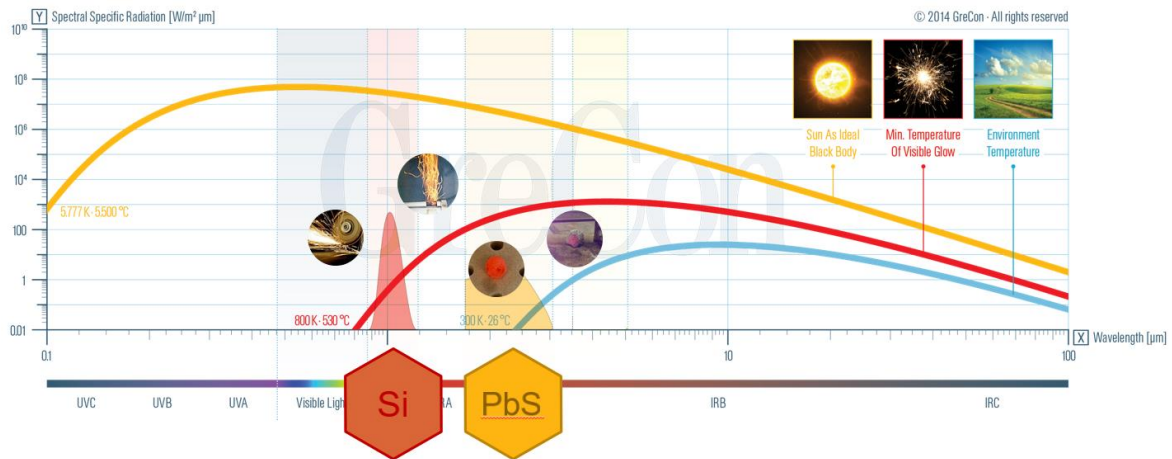 Y Spectral Specific Radiation [W/m² µm]
© 2014 GreCon · All rights reserved
10¹⁰
10⁸
10⁶
10⁴
100
1
0.01
GreCon
Sun As Ideal
Black Body
Min. Temperature
Of Visible Glow
Environment
Temperature
5.777 K · 5.500 °C
800 K · 530 °C
300 K · 26 °C
X Wavelength [µm]
0.1
10
100
Si
PbS
UVC
UVB
UVA
Visible Ligh
RA
IRB
IRC